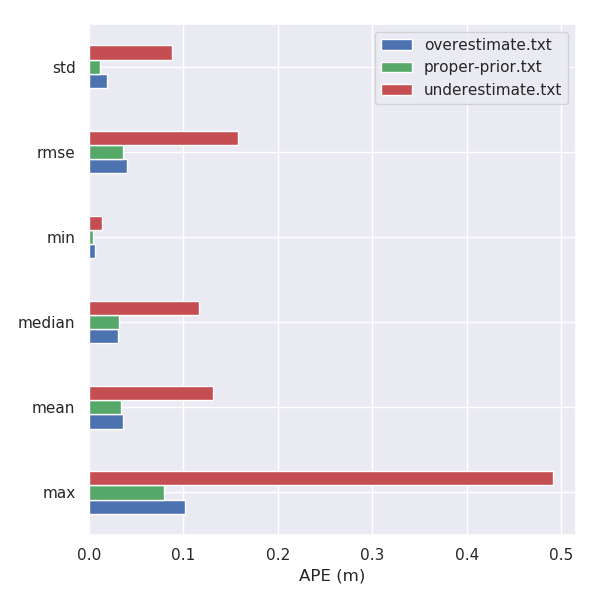 overestimate.txt
proper-prior.txt
underestimate.txt
std
rmse
min
median
mean
max
0.0 0.1 0.2 0.3 0.4 0.5
APE (m)